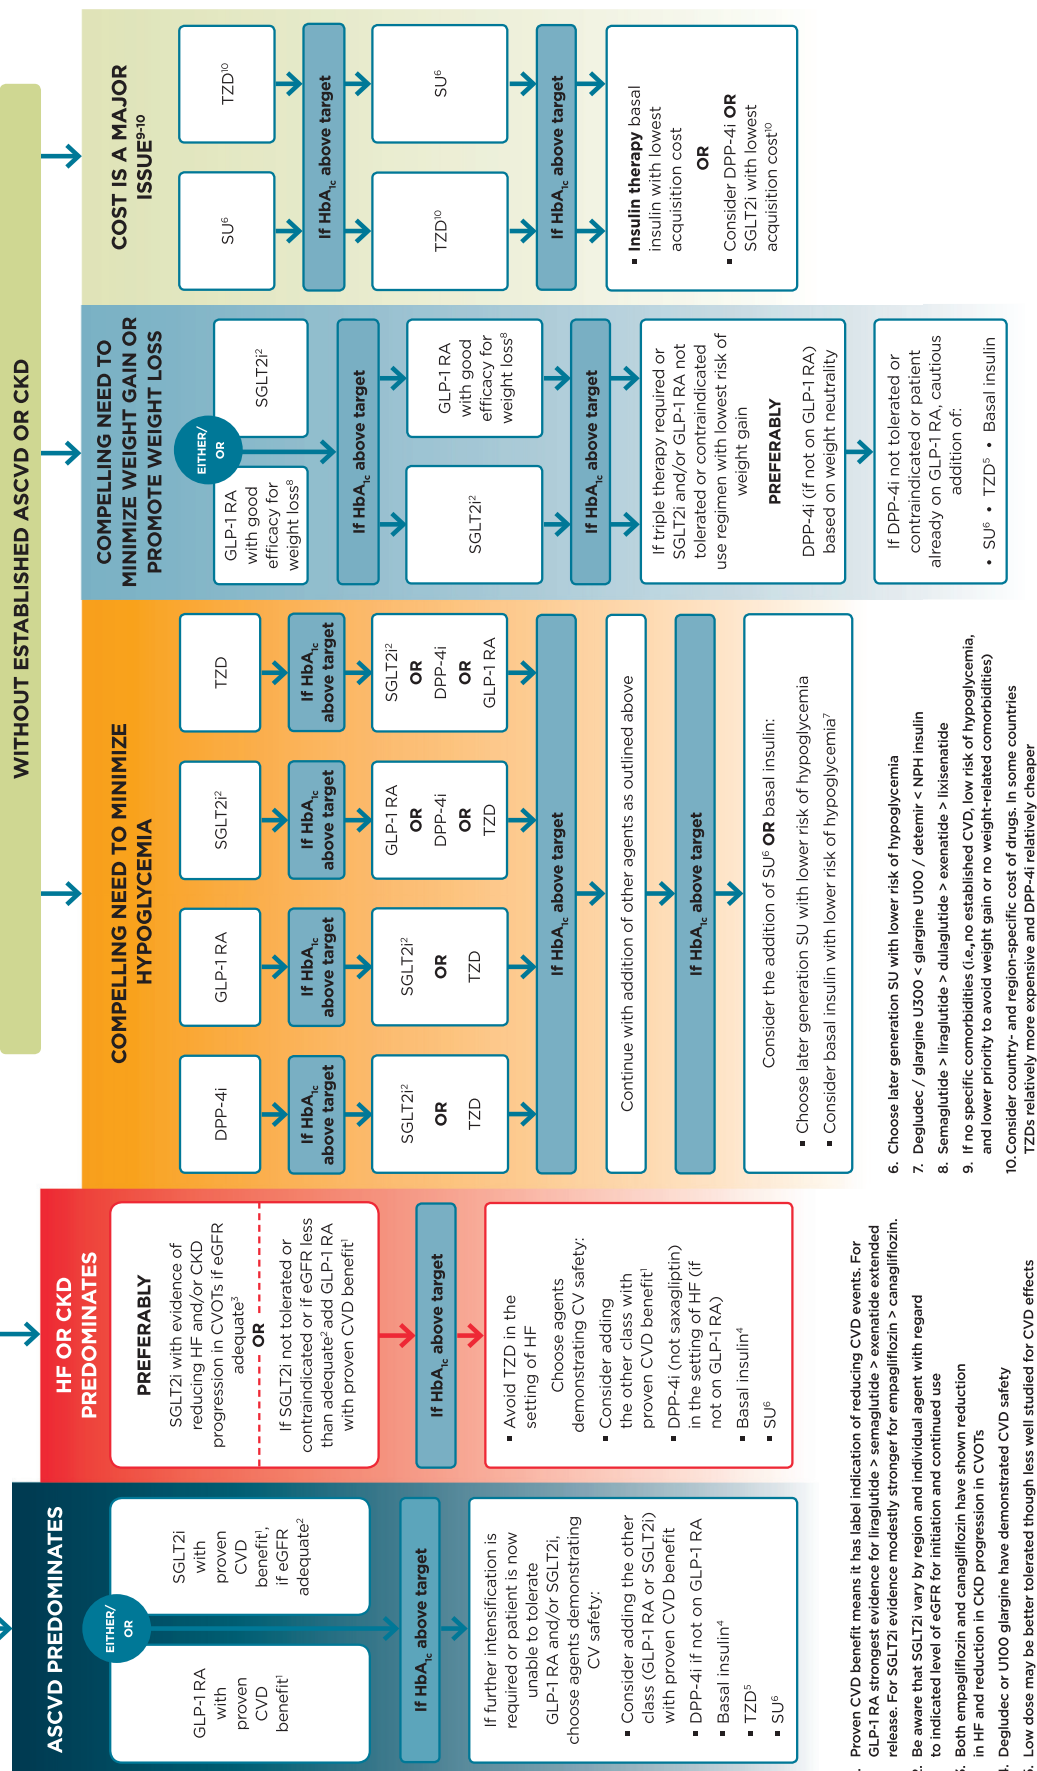 WITHOUT ESTABLISHED ASCVD OR CKD
ASCVD PREDOMINATES
GLP-1 RA
with
proven
CVD
benefit¹
EITHER/
OR
SGLT2i
with
proven
CVD
benefit¹,
if eGFR
adequate²
If HbA₁c above target
If further intensification is
required or patient is now
unable to tolerate
GLP-1 RA and/or SGLT2i,
choose agents demonstrating
CV safety:
▪ Consider adding the other
class (GLP-1 RA or SGLT2i)
with proven CVD benefit
▪ DPP-4i if not on GLP-1 RA
▪ Basal insulin⁴
▪ TZD⁵
▪ SU⁶
HF OR CKD
PREDOMINATES
PREFERABLY
SGLT2i with evidence of
reducing HF and/or CKD
progression in CVOTs if eGFR
adequate³
OR
If SGLT2i not tolerated or
contraindicated or if eGFR less
than adequate² add GLP-1 RA
with proven CVD benefit¹
If HbA₁c above target
▪ Avoid TZD in the
setting of HF
Choose agents
demonstrating CV safety:
▪ Consider adding
the other class with
proven CVD benefit¹
▪ DPP-4i (not saxagliptin)
in the setting of HF (if
not on GLP-1 RA)
▪ Basal insulin⁴
▪ SU⁶
COMPELLING NEED TO MINIMIZE
HYPOGLYCEMIA
DPP-4i
If HbA₁c
above target
SGLT2i²
OR
TZD
GLP-1 RA
If HbA₁c
above target
SGLT2i²
OR
TZD
SGLT2i²
If HbA₁c
above target
GLP-1 RA
OR
DPP-4i
OR
TZD
TZD
If HbA₁c
above target
SGLT2i²
OR
DPP-4i
OR
GLP-1 RA
If HbA₁c above target
Continue with addition of other agents as outlined above
If HbA₁c above target
Consider the addition of SU⁶ OR basal insulin:
▪ Choose later generation SU with lower risk of hypoglycemia
▪ Consider basal insulin with lower risk of hypoglycemia⁷
COMPELLING NEED TO
MINIMIZE WEIGHT GAIN OR
PROMOTE WEIGHT LOSS
GLP-1 RA
with good
efficacy for
weight loss⁸
EITHER/
OR
SGLT2i²
If HbA₁c above target
SGLT2i²
GLP-1 RA
with good
efficacy for
weight loss⁸
If HbA₁c above target
If triple therapy required or
SGLT2i and/or GLP-1 RA not
tolerated or contraindicated
use regimen with lowest risk of
weight gain
PREFERABLY
DPP-4i (if not on GLP-1 RA)
based on weight neutrality
If DPP-4i not tolerated or
contraindicated or patient
already on GLP-1 RA, cautious
addition of:
• SU⁶ • TZD⁵ • Basal insulin
COST IS A MAJOR
ISSUE⁹⁻¹⁰
SU⁶
TZD¹⁰
If HbA₁c above target
TZD¹⁰
SU⁶
If HbA₁c above target
▪ Insulin therapy basal
insulin with lowest
acquisition cost
OR
▪ Consider DPP-4i OR
SGLT2i with lowest
acquisition cost¹⁰
. Proven CVD benefit means it has label indication of reducing CVD events. For
GLP-1 RA strongest evidence for liraglutide > semaglutide > exenatide extended
release. For SGLT2i evidence modestly stronger for empagliflozin > canagliflozin.
2. Be aware that SGLT2i vary by region and individual agent with regard
to indicated level of eGFR for initiation and continued use
3. Both empagliflozin and canagliflozin have shown reduction
in HF and reduction in CKD progression in CVOTs
4. Degludec or U100 glargine have demonstrated CVD safety
5. Low dose may be better tolerated though less well studied for CVD effects
6. Choose later generation SU with lower risk of hypoglycemia
7. Degludec / glargine U300 < glargine U100 / detemir < NPH insulin
8. Semaglutide > liraglutide > dulaglutide > exenatide > lixisenatide
9. If no specific comorbidities (i.e.,no established CVD, low risk of hypoglycemia,
and lower priority to avoid weight gain or no weight-related comorbidities)
10.Consider country- and region-specific cost of drugs. In some countries
TZDs relatively more expensive and DPP-4i relatively cheaper